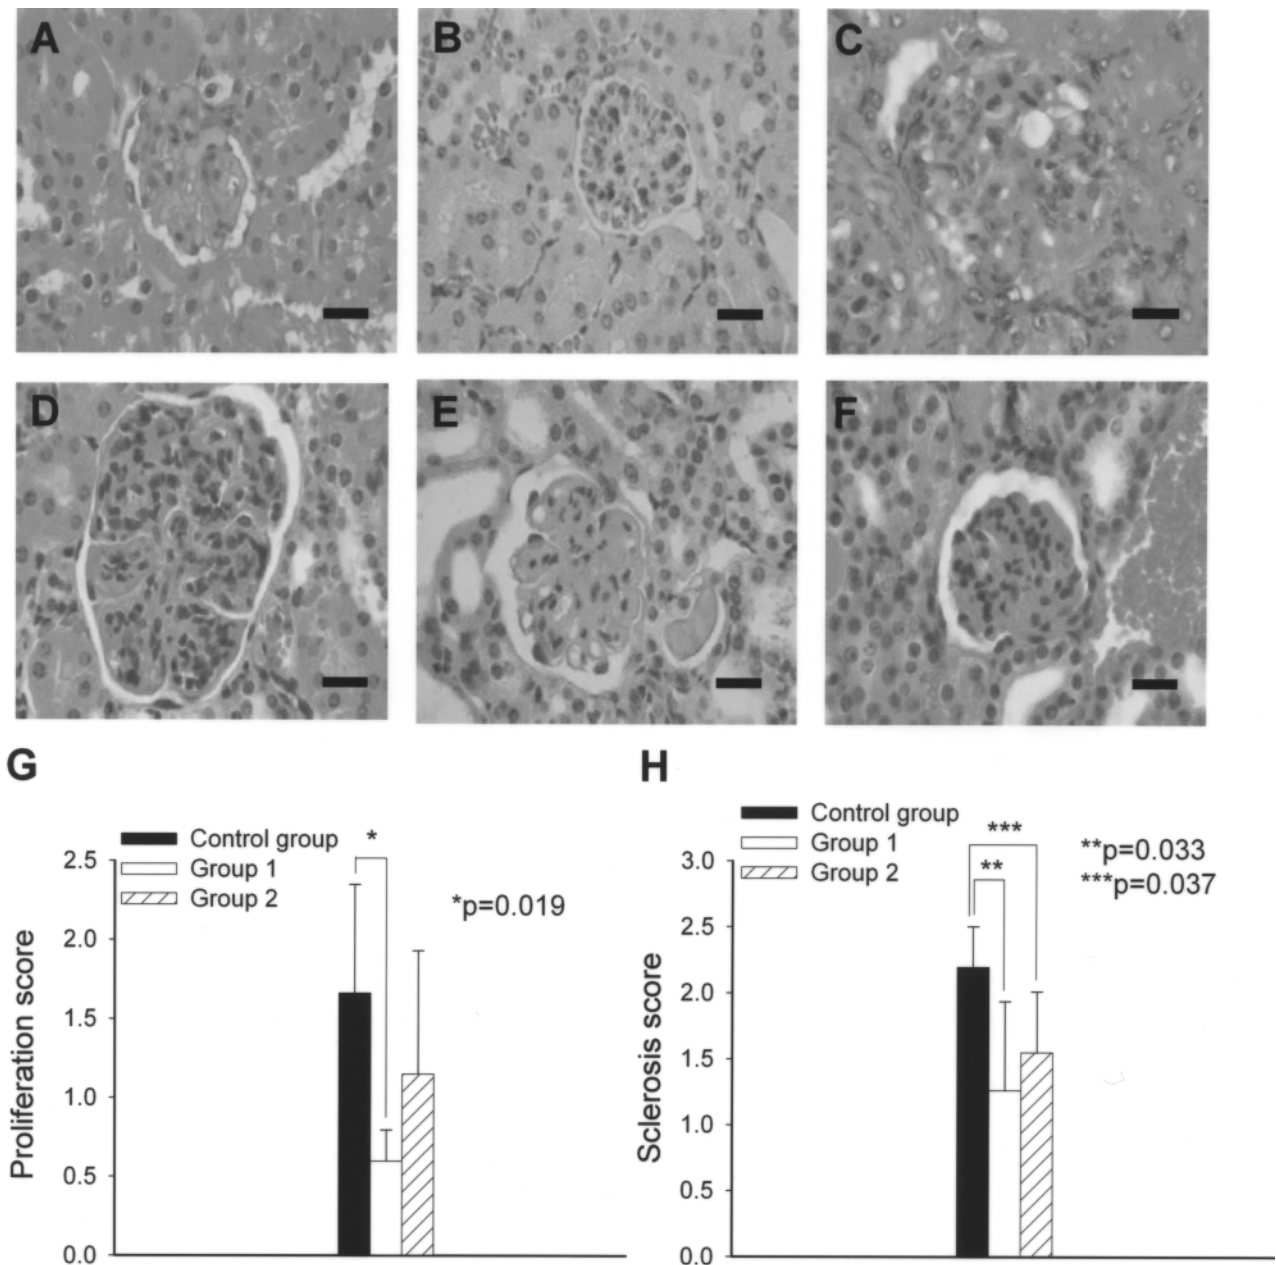 A
B
C
D
E
F
G
Control group
Group 1
Group 2
*
*p=0.019
Proliferation score
2.5
2.0
1.5
1.0
0.5
0.0
H
Control group
Group 1
Group 2
***
**
**p=0.033
***p=0.037
Sclerosis score
3.0
2.5
2.0
1.5
1.0
0.5
0.0